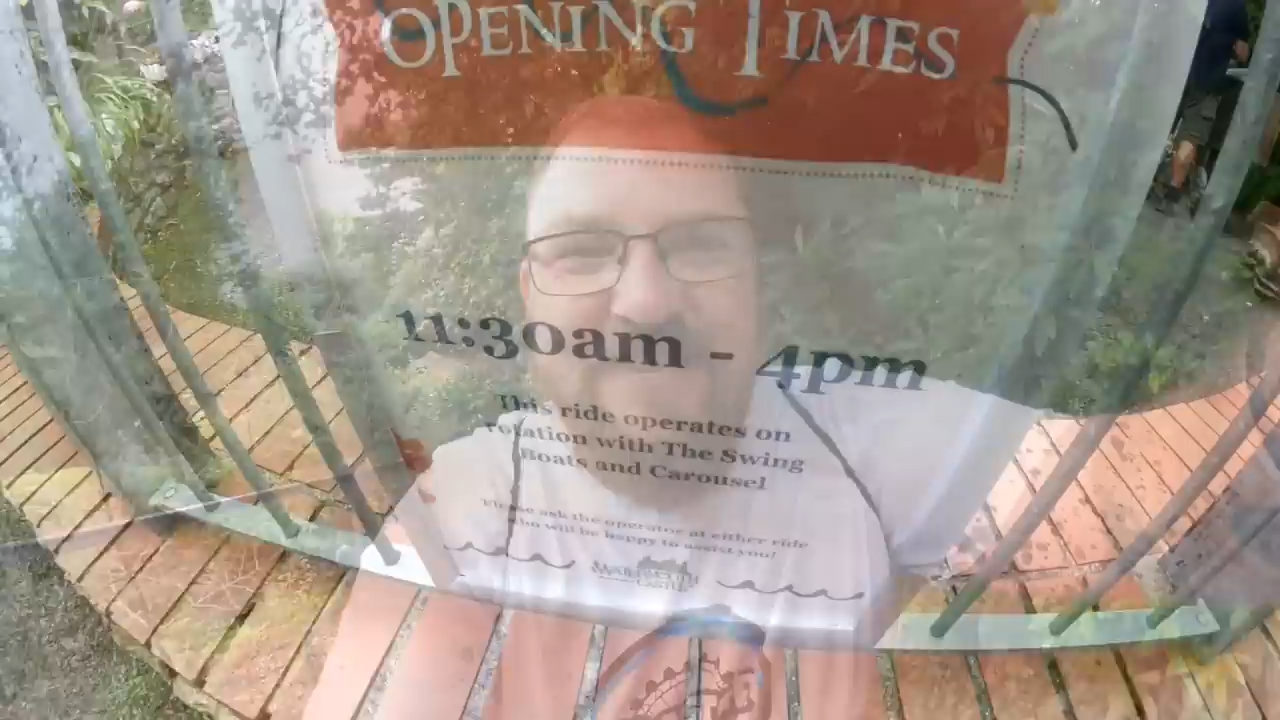 OPENING TIMES
11:30am - 4pm
This ride operates on
rotation with The Swing
Boats and Carousel
Please ask the operator at either ride
who will be happy to assist you!